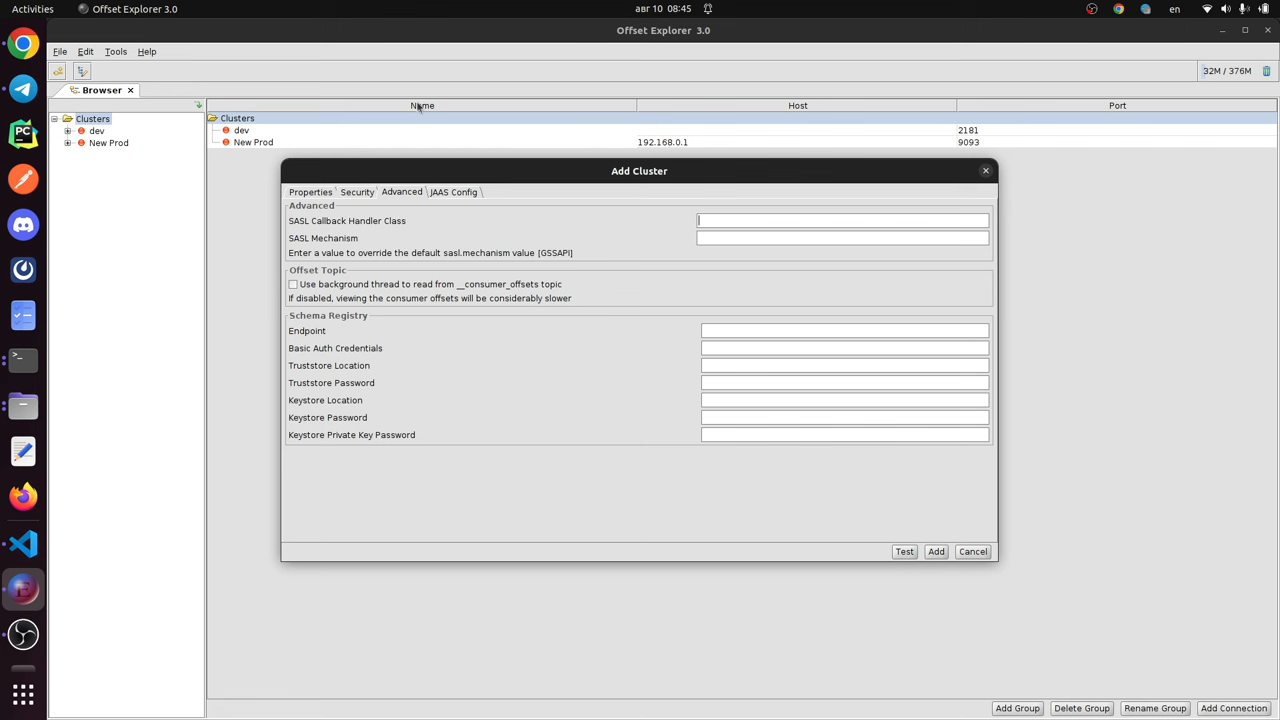 Activities Offset Explorer 3.0 авг 10 08:45 en
Offset Explorer 3.0
File Edit Tools Help
32M / 376M
Browser
Name Host Port
Clusters Clusters
dev dev 2181
New Prod New Prod 192.168.0.1 9093
Add Cluster
Properties Security Advanced JAAS Config
Advanced
SASL Callback Handler Class
SASL Mechanism
Enter a value to override the default sasl.mechanism value [GSSAPI]
Offset Topic
Use background thread to read from __consumer_offsets topic
If disabled, viewing the consumer offsets will be considerably slower
Schema Registry
Endpoint
Basic Auth Credentials
Truststore Location
Truststore Password
Keystore Location
Keystore Password
Keystore Private Key Password
Test Add Cancel
Add Group Delete Group Rename Group Add Connection